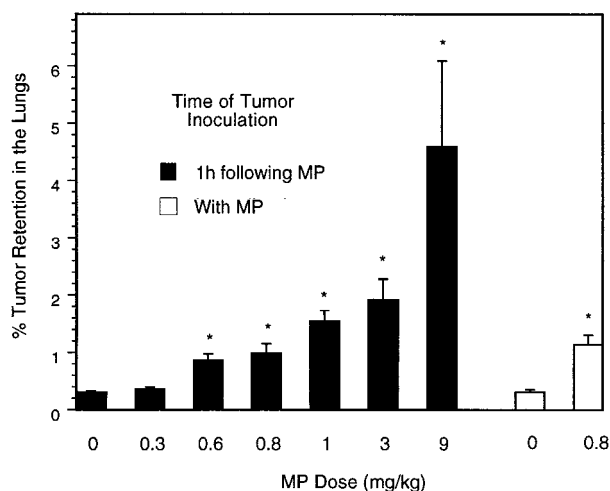 % Tumor Retention in the Lungs
6
5
4
3
2
1
0
Time of Tumor
Inoculation
1h following MP
With MP
* * * * * *
0 0.3 0.6 0.8 1 3 9 0 0.8
MP Dose (mg/kg)